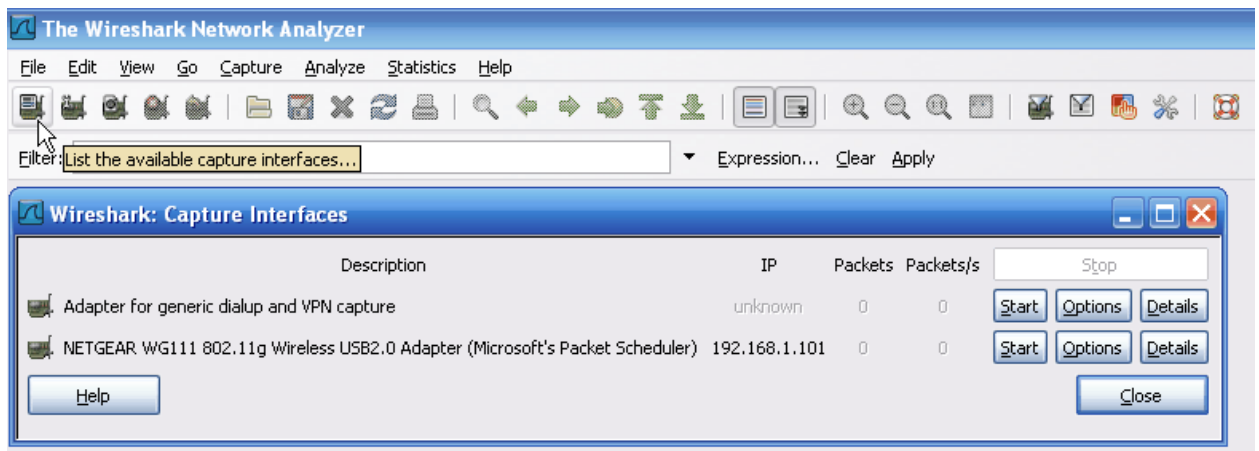 The Wireshark Network Analyzer
File Edit View Go Capture Analyze Statistics Help
Filter: List the available capture interfaces... Expression... Clear Apply
Wireshark: Capture Interfaces
Description IP Packets Packets/s Stop
Adapter for generic dialup and VPN capture unknown 0 0 Start Options Details
NETGEAR WG111 802.11g Wireless USB2.0 Adapter (Microsoft's Packet Scheduler) 192.168.1.101 0 0 Start Options Details
Help Close